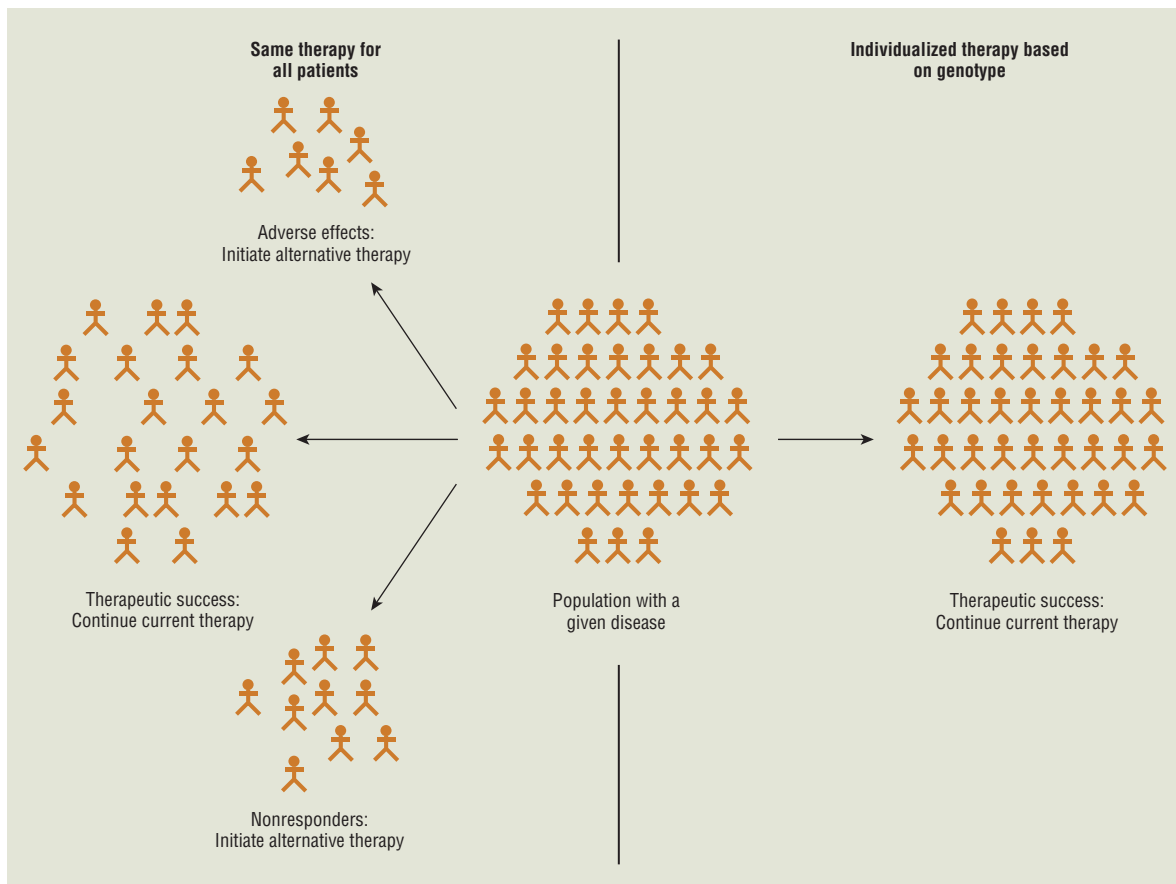 Same therapy for
all patients
Individualized therapy based
on genotype
Adverse effects:
Initiate alternative therapy
Therapeutic success:
Continue current therapy
Population with a
given disease
Therapeutic success:
Continue current therapy
Nonresponders:
Initiate alternative therapy